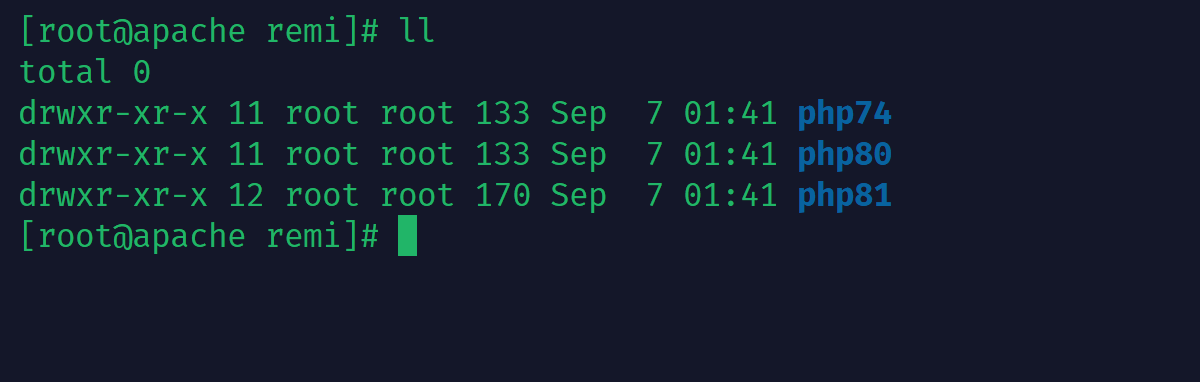 [root@apache remi]# ll
total 0
drwxr-xr-x 11 root root 133 Sep  7 01:41 php74
drwxr-xr-x 11 root root 133 Sep  7 01:41 php80
drwxr-xr-x 12 root root 170 Sep  7 01:41 php81
[root@apache remi]#